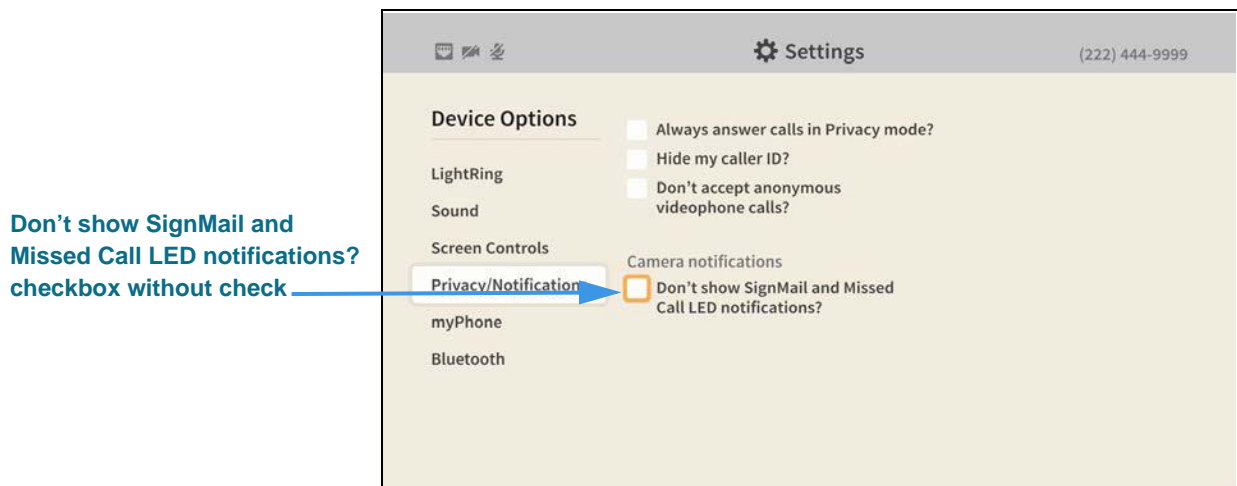 Settings
(222) 444-9999
Device Options
LightRing
Sound
Screen Controls
Privacy/Notification
myPhone
Bluetooth
Always answer calls in Privacy mode?
Hide my caller ID?
Don't accept anonymous
videophone calls?
Camera notifications
Don't show SignMail and Missed
Call LED notifications?
Don't show SignMail and
Missed Call LED notifications?
checkbox without check